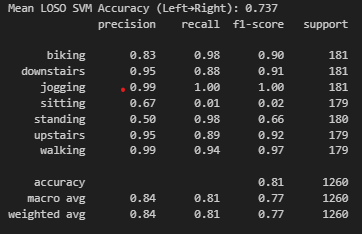 Mean LOSO SVM Accuracy (Left→Right): 0.737
precision recall f1-score support
biking 0.83 0.98 0.90 181
downstairs 0.95 0.88 0.91 181
jogging 0.99 1.00 1.00 181
sitting 0.67 0.01 0.02 179
standing 0.50 0.98 0.66 180
upstairs 0.95 0.89 0.92 179
walking 0.99 0.94 0.97 179
accuracy 0.81 1260
macro avg 0.84 0.81 0.77 1260
weighted avg 0.84 0.81 0.77 1260